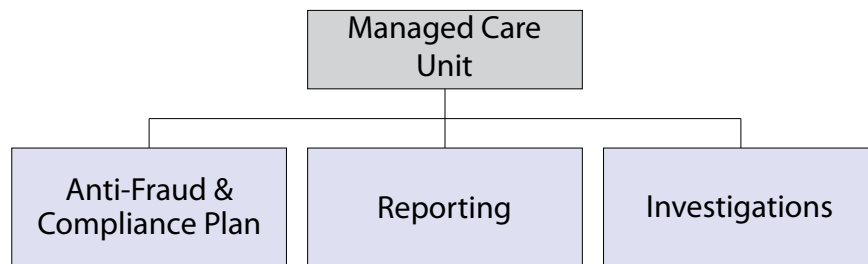 Managed Care
Unit
Anti-Fraud &
Compliance Plan
Reporting
Investigations